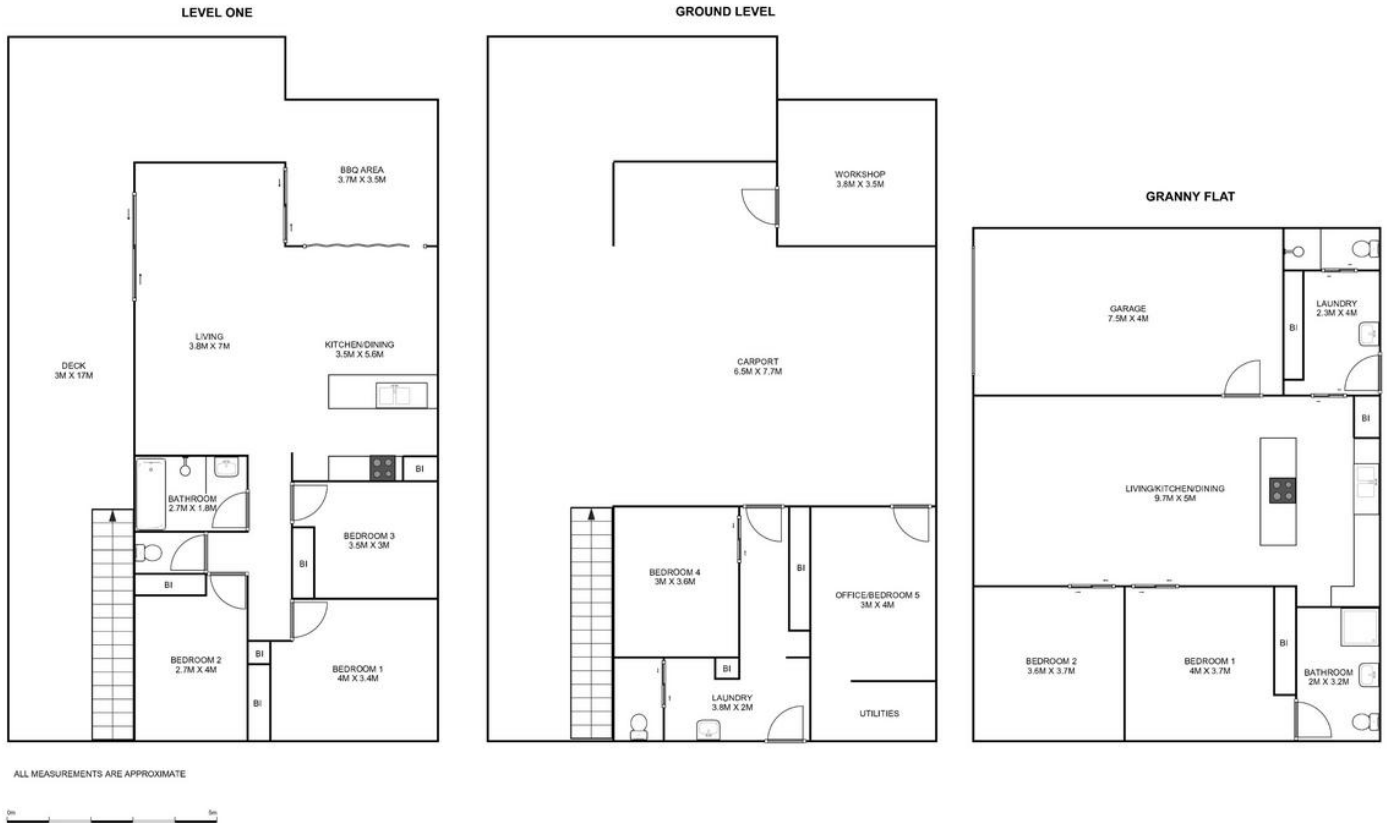 LEVEL ONE
BBQ AREA
3.7M X 3.5M
LIVING
3.8M X 7M
KITCHEN/DINING
3.5M X 5.6M
DECK
3M X 17M
BI
BATHROOM
2.7M X 1.8M
BEDROOM 3
3.5M X 3M
BI
BI
BEDROOM 2
2.7M X 4M
BI
BEDROOM 1
4M X 3.4M
BI
GROUND LEVEL
WORKSHOP
3.8M X 3.5M
CARPORT
6.5M X 7.7M
BEDROOM 4
3M X 3.6M
BI
OFFICE/BEDROOM 5
3M X 4M
BI
LAUNDRY
3.8M X 2M
UTILITIES
GRANNY FLAT
GARAGE
7.5M X 4M
LAUNDRY
2.3M X 4M
BI
BI
LIVING/KITCHEN/DINING
9.7M X 5M
BEDROOM 2
3.6M X 3.7M
BEDROOM 1
4M X 3.7M
BI
BATHROOM
2M X 3.2M
ALL MEASUREMENTS ARE APPROXIMATE
0m 5m